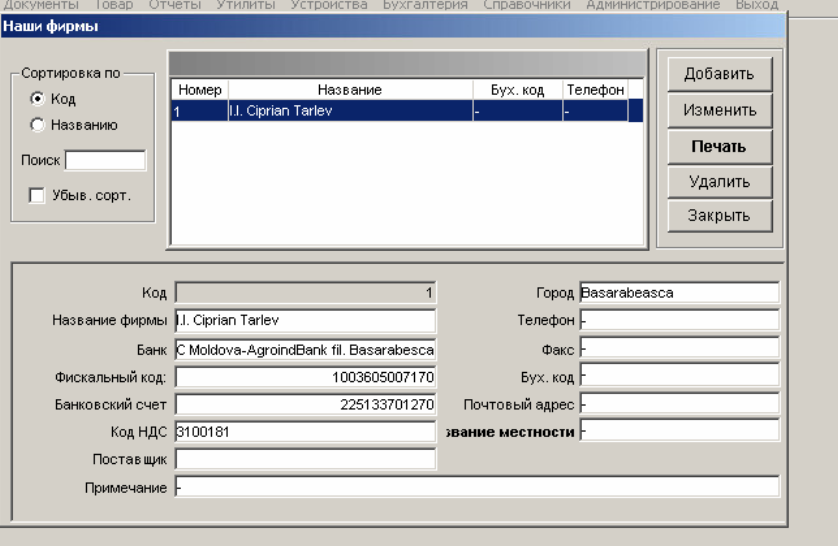 Документы Товар Отчеты Утилиты Устройства Бухгалтерия Справочники Администрирование Выход
Наши фирмы
Сортировка по
Код
Названию
Поиск
Убыв. сорт.
Номер Название Бух. код Телефон
1 I.I. Ciprian Tarlev - -
Добавить
Изменить
Печать
Удалить
Закрыть
Код 1
Название фирмы I.I. Ciprian Tarlev
Банк C Moldova-AgroindBank fil. Basarabesca
Фискальный код: 1003605007170
Банковский счет 225133701270
Код НДС 3100181
Поставщик
Примечание -
Город Basarabeasca
Телефон -
Факс -
Бух. код -
Почтовый адрес -
звание местности -